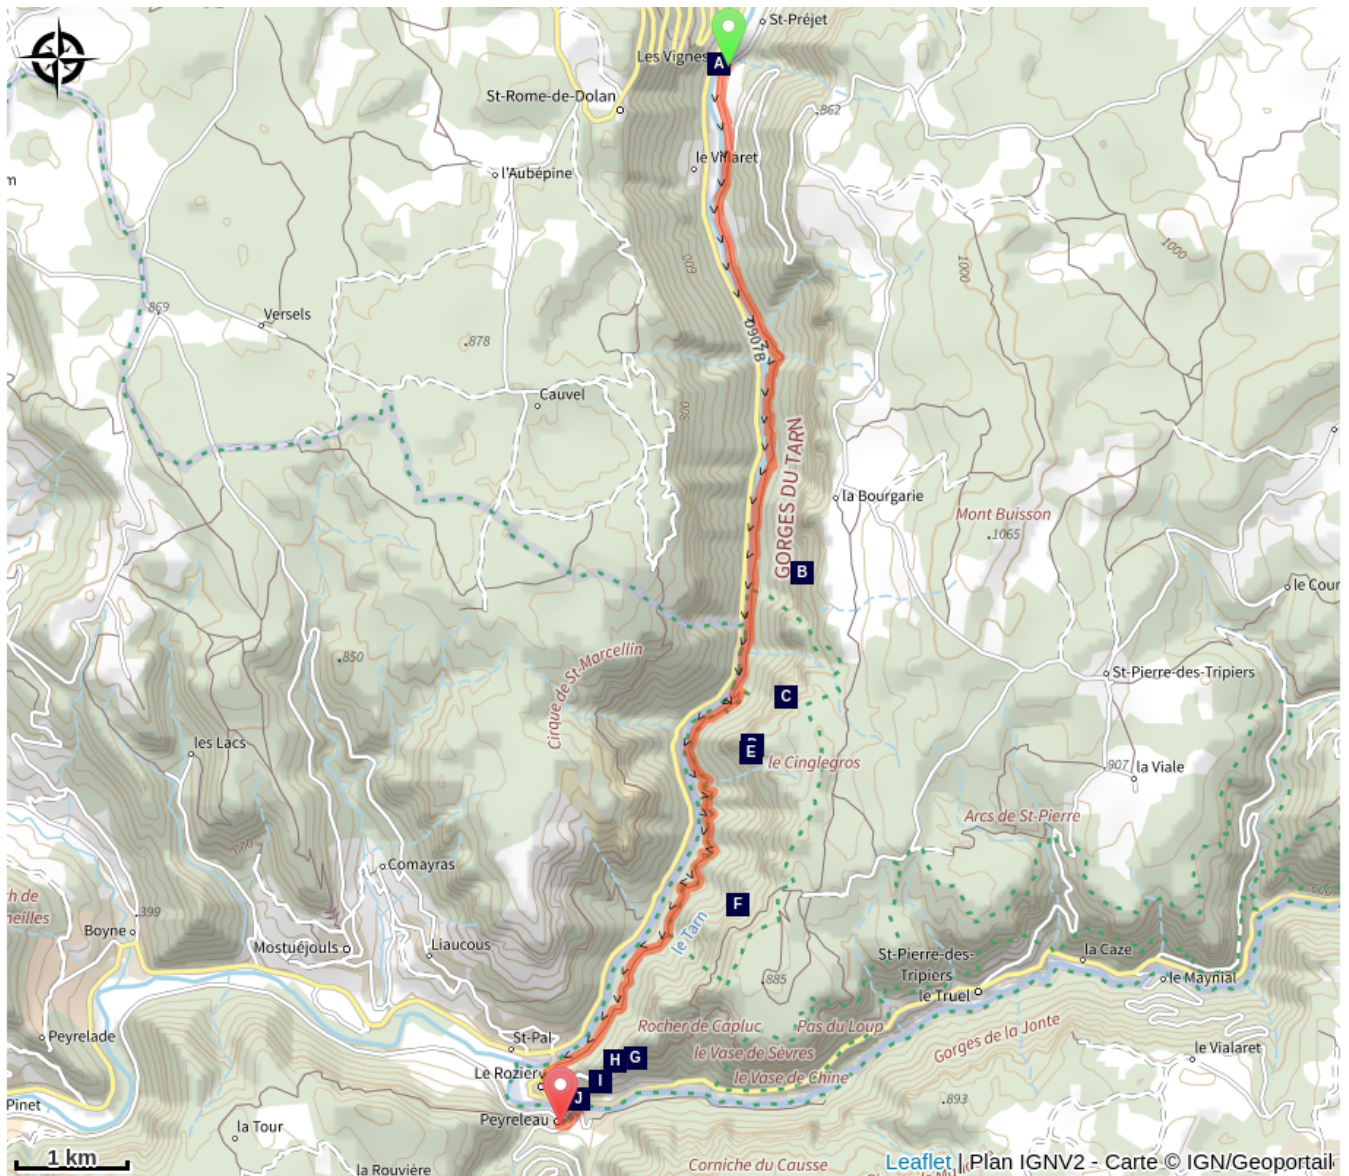 St-Préjet
Les Vignes
A
St-Rome-de-Dolan
862
le Villaret
l'Aubépine
m
600
1000
1000
869
Versels
D907B
878
Cauvel
800
GORGES DU TARN
la Bourgarie
Mont Buisson
1065
B
le Cour
850
Cirque de St-Marcellin
St-Pierre-des-Tripiers
C
les Lacs
E
le Cinglegros
907
la Viale
Arcs de St-Pierre
Comayras
ch de
neilles
399
F
Boyne
le Tarn
Mostuéjouls
Liaucous
St-Pierre-des-
Tripiers
la Caze
885
le Truel
le Maynial
Peyrelade
St-Pal
Rocher de Capluc
Pas du Loup
Gorges de la Jonte
H
G
le Vase de Sèvres
le Vialaret
Le Rozier
I
le Vase de Chine
Pinet
J
893
Peyreleau
la Tour
1 km
la Rouvière
Corniche du Causse
Leaflet | Plan IGNV2 - Carte © IGN/Geoportail